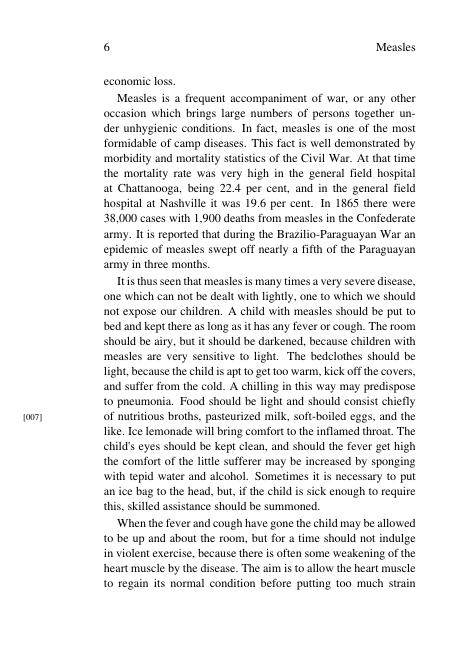 6 Measles
economic loss.
Measles is a frequent accompaniment of war, or any other
occasion which brings large numbers of persons together un-
der unhygienic conditions. In fact, measles is one of the most
formidable of camp diseases. This fact is well demonstrated by
morbidity and mortality statistics of the Civil War. At that time
the mortality rate was very high in the general field hospital
at Chattanooga, being 22.4 per cent, and in the general field
hospital at Nashville it was 19.6 per cent. In 1865 there were
38,000 cases with 1,900 deaths from measles in the Confederate
army. It is reported that during the Brazilio-Paraguayan War an
epidemic of measles swept off nearly a fifth of the Paraguayan
army in three months.
It is thus seen that measles is many times a very severe disease,
one which can not be dealt with lightly, one to which we should
not expose our children. A child with measles should be put to
bed and kept there as long as it has any fever or cough. The room
should be airy, but it should be darkened, because children with
measles are very sensitive to light. The bedclothes should be
light, because the child is apt to get too warm, kick off the covers,
and suffer from the cold. A chilling in this way may predispose
to pneumonia. Food should be light and should consist chiefly
[007] of nutritious broths, pasteurized milk, soft-boiled eggs, and the
like. Ice lemonade will bring comfort to the inflamed throat. The
child's eyes should be kept clean, and should the fever get high
the comfort of the little sufferer may be increased by sponging
with tepid water and alcohol. Sometimes it is necessary to put
an ice bag to the head, but, if the child is sick enough to require
this, skilled assistance should be summoned.
When the fever and cough have gone the child may be allowed
to be up and about the room, but for a time should not indulge
in violent exercise, because there is often some weakening of the
heart muscle by the disease. The aim is to allow the heart muscle
to regain its normal condition before putting too much strain